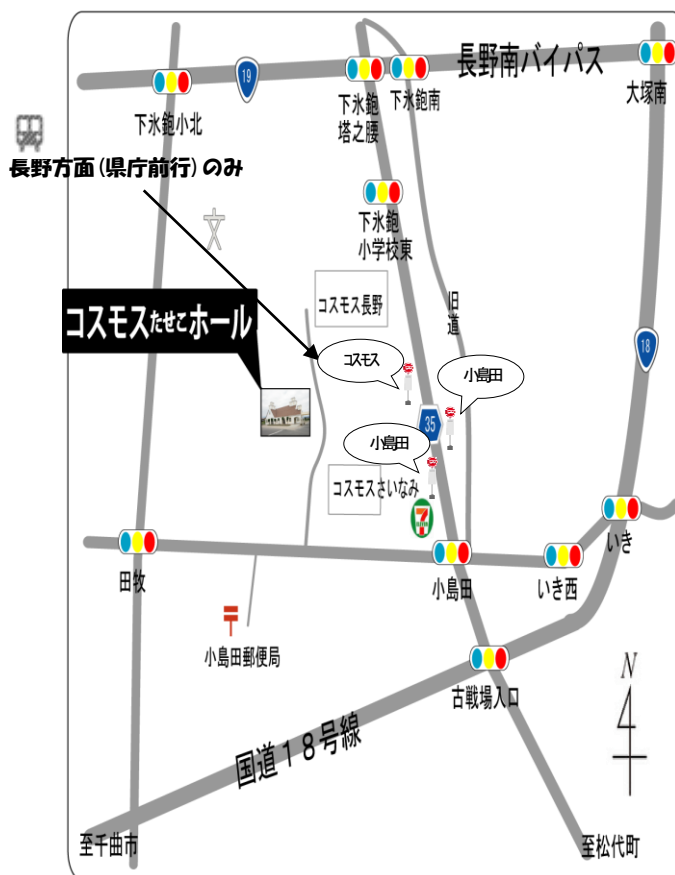 19
長野南バイパス
下氷鉋小北
下氷鉋
塔之腰
下氷鉋南
大塚南
長野方面(県庁前行)のみ
文
下氷鉋
小学校東
コスモス長野
旧
道
コスモスたせこホール
コスモス
小島田
18
35
小島田
コスモスさいなみ
7
田牧
小島田
いき西
いき
小島田郵便局
古戦場入口
N
国道18号線
至千曲市
至松代町